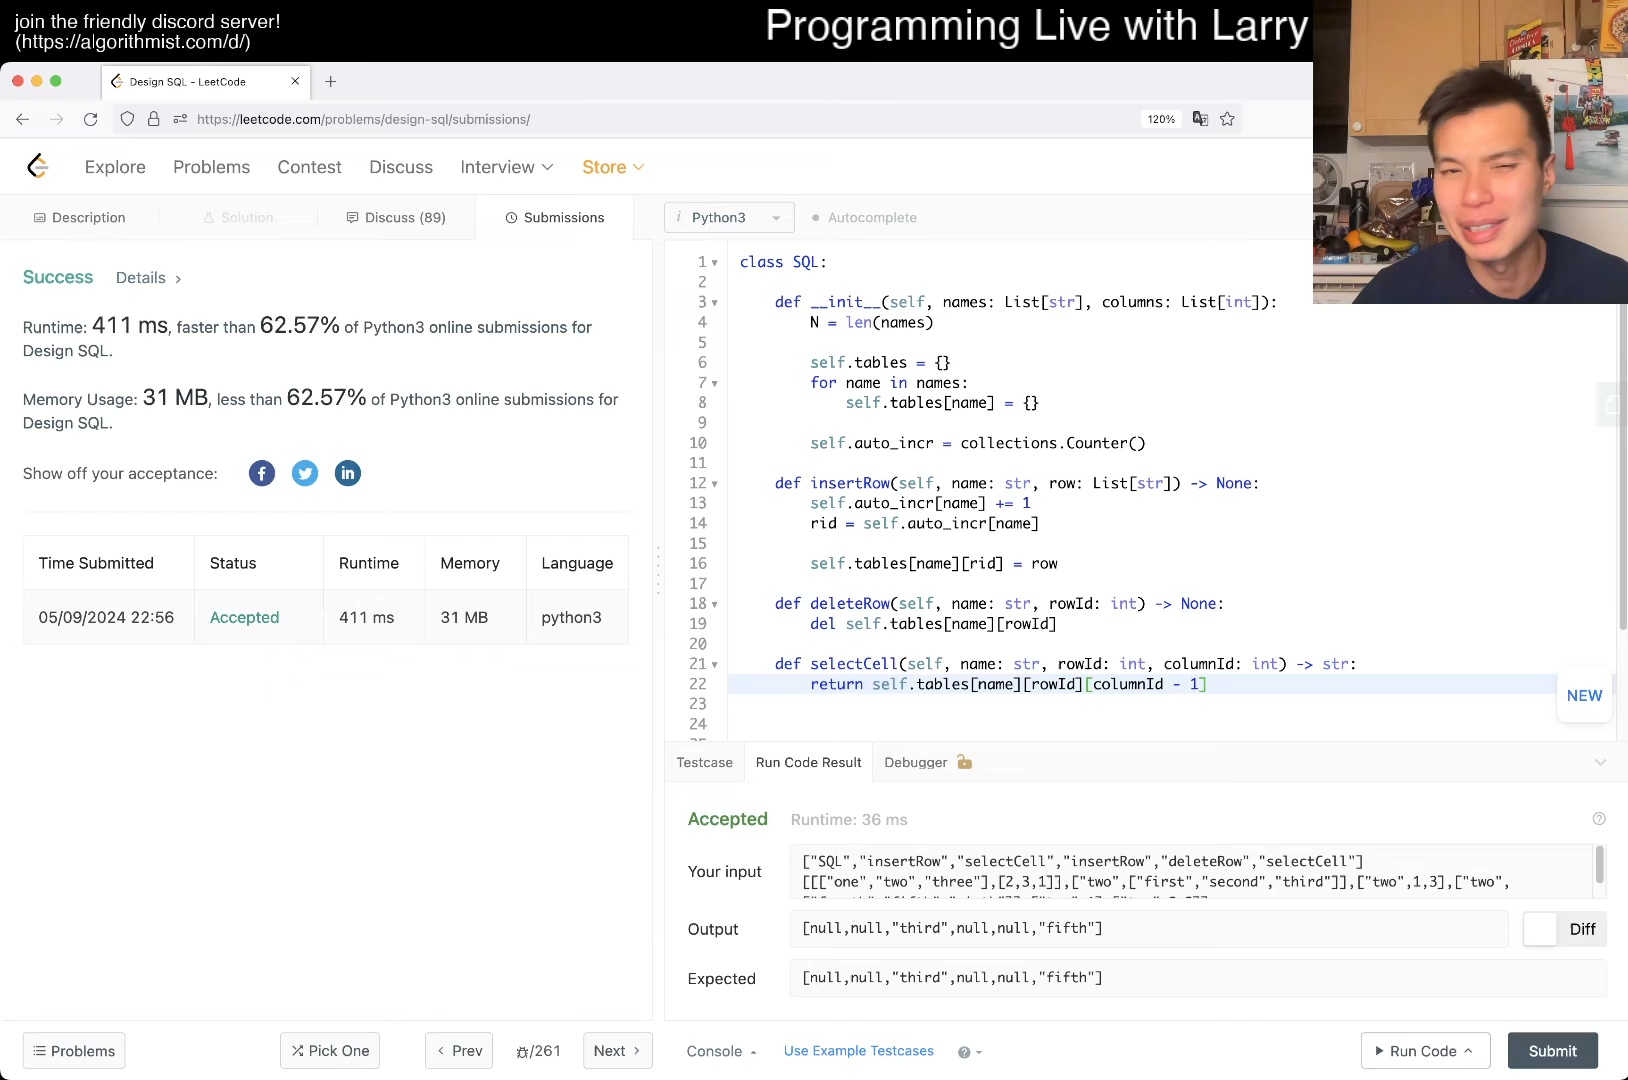 join the friendly discord server!
(https://algorithmist.com/d/)
Programming Live with Larry
Design SQL - LeetCode
https://leetcode.com/problems/design-sql/submissions/
120%
Explore
Problems
Contest
Discuss
Interview
Store
Description
Solution
Discuss (89)
Submissions
i Python3
Autocomplete
Success
Details
Runtime: 411 ms, faster than 62.57% of Python3 online submissions for
Design SQL.
Memory Usage: 31 MB, less than 62.57% of Python3 online submissions for
Design SQL.
Show off your acceptance:
Time Submitted Status Runtime Memory Language
05/09/2024 22:56 Accepted 411 ms 31 MB python3
1 class SQL:
2
3 def __init__(self, names: List[str], columns: List[int]):
4 N = len(names)
5
6 self.tables = {}
7 for name in names:
8 self.tables[name] = {}
9
10 self.auto_incr = collections.Counter()
11
12 def insertRow(self, name: str, row: List[str]) -> None:
13 self.auto_incr[name] += 1
14 rid = self.auto_incr[name]
15
16 self.tables[name][rid] = row
17
18 def deleteRow(self, name: str, rowId: int) -> None:
19 del self.tables[name][rowId]
20
21 def selectCell(self, name: str, rowId: int, columnId: int) -> str:
22 return self.tables[name][rowId][columnId - 1]
23
24
NEW
Testcase
Run Code Result
Debugger
Accepted
Runtime: 36 ms
Your input
["SQL","insertRow","selectCell","insertRow","deleteRow","selectCell"]
[[["one","two","three"],[2,3,1]],["two",["first","second","third"]],["two",1,3],["two",
Output
[null,null,"third",null,null,"fifth"]
Diff
Expected
[null,null,"third",null,null,"fifth"]
Problems
Pick One
Prev
/261
Next
Console
Use Example Testcases
Run Code
Submit